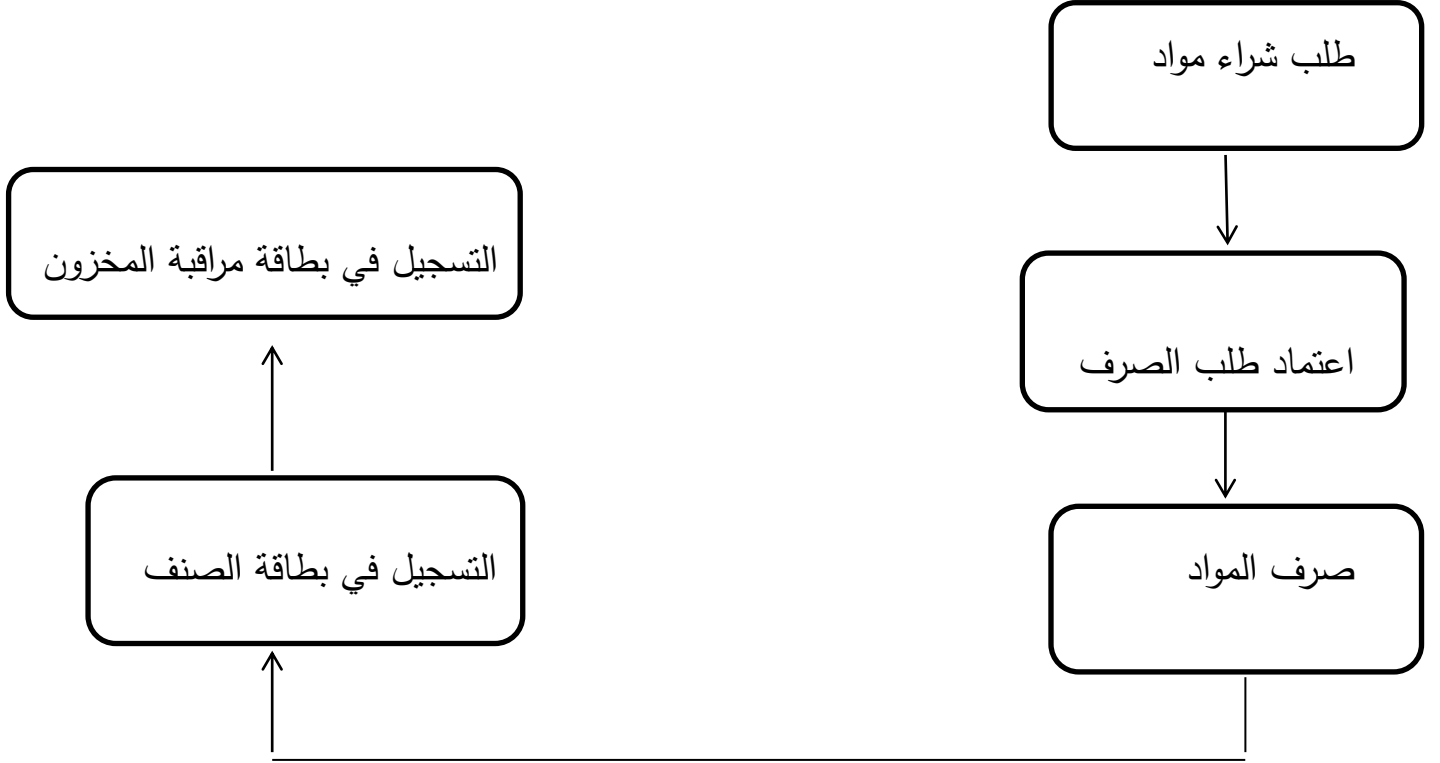 طلب شراء مواد
اعتماد طلب الصرف
صرف المواد
التسجيل في بطاقة الصنف
التسجيل في بطاقة مراقبة المخزون